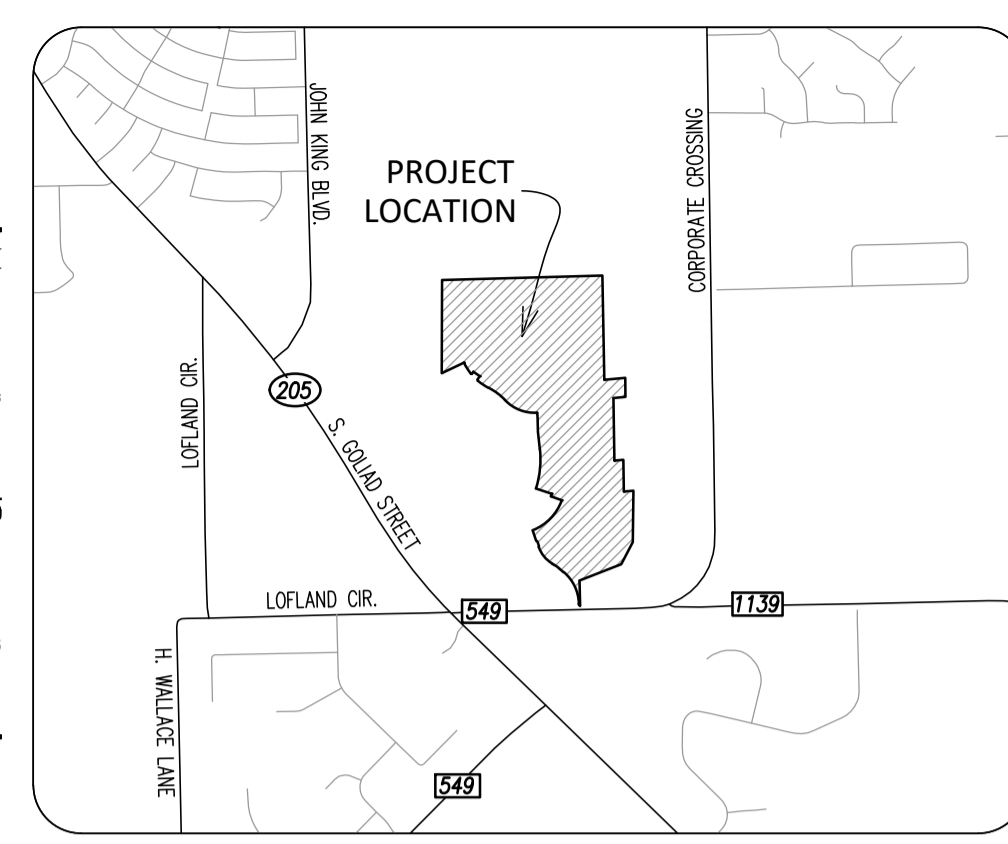 JOHN KING BLVD.
CORPORATE CROSSING
PROJECT
LOCATION
LOFLAND CIR.
205
S. GOLIAD STREET
LOFLAND CIR.
549
1139
H. WALLACE LANE
549